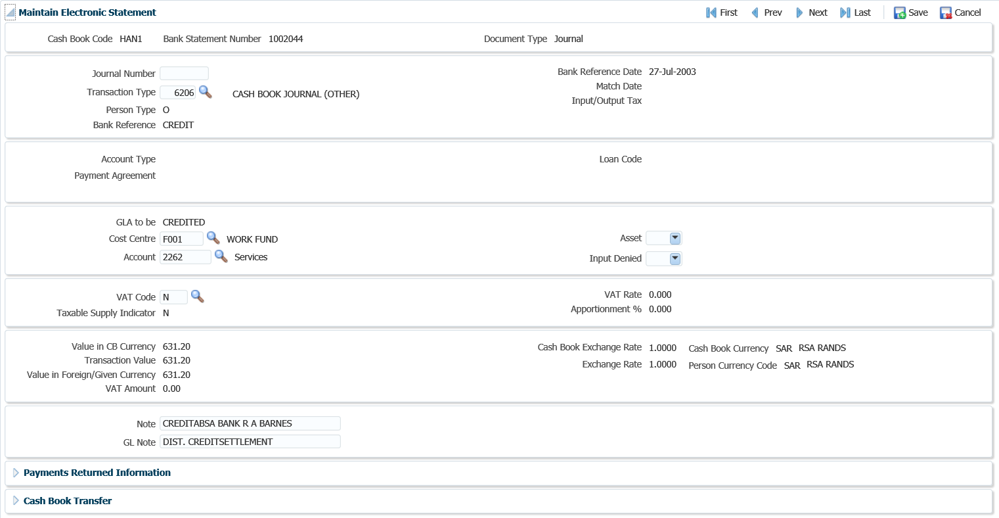 Maintain Electronic Statement First Prev Next Last Save Cancel
Cash Book Code HAN1 Bank Statement Number 1002044 Document Type Journal
Journal Number Bank Reference Date 27-Jul-2003
Match Date
Transaction Type 6206 CASH BOOK JOURNAL (OTHER)
Input/Output Tax
Person Type O
Bank Reference CREDIT
Account Type Loan Code
Payment Agreement
GLA to be CREDITED
Cost Centre F001 WORK FUND Asset
Account 2262 Services Input Denied
VAT Code N VAT Rate 0.000
Taxable Supply Indicator N Apportionment % 0.000
Value in CB Currency 631.20 Cash Book Exchange Rate 1.0000 Cash Book Currency SAR RSA RANDS
Transaction Value 631.20 Exchange Rate 1.0000 Person Currency Code SAR RSA RANDS
Value in Foreign/Given Currency 631.20
VAT Amount 0.00
Note CREDITABSA BANK R A BARNES
GL Note DIST. CREDITSETTLEMENT
Payments Returned Information
Cash Book Transfer